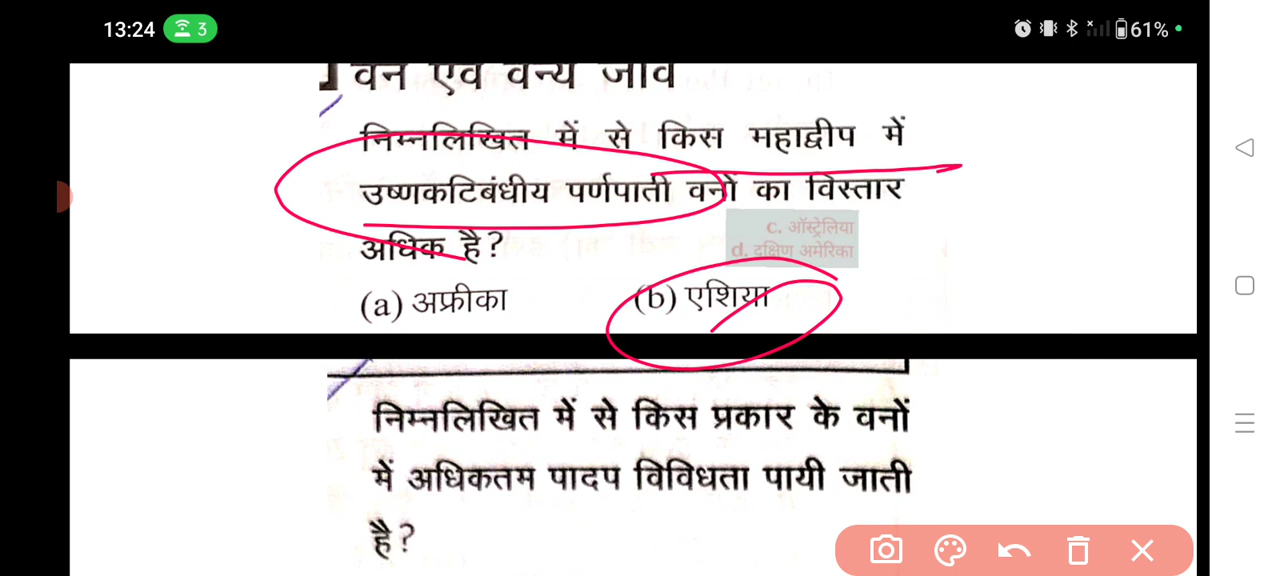 13:24 3 61%
वन एवं वन्य जीव
निम्नलिखित में से किस महाद्वीप में
उष्णकटिबंधीय पर्णपाती वनों का विस्तार
अधिक है?
c. ऑस्ट्रेलिया
d. दक्षिण अमेरिका
(a) अफ्रीका (b) एशिया
निम्नलिखित में से किस प्रकार के वनों
में अधिकतम पादप विविधता पायी जाती
है?